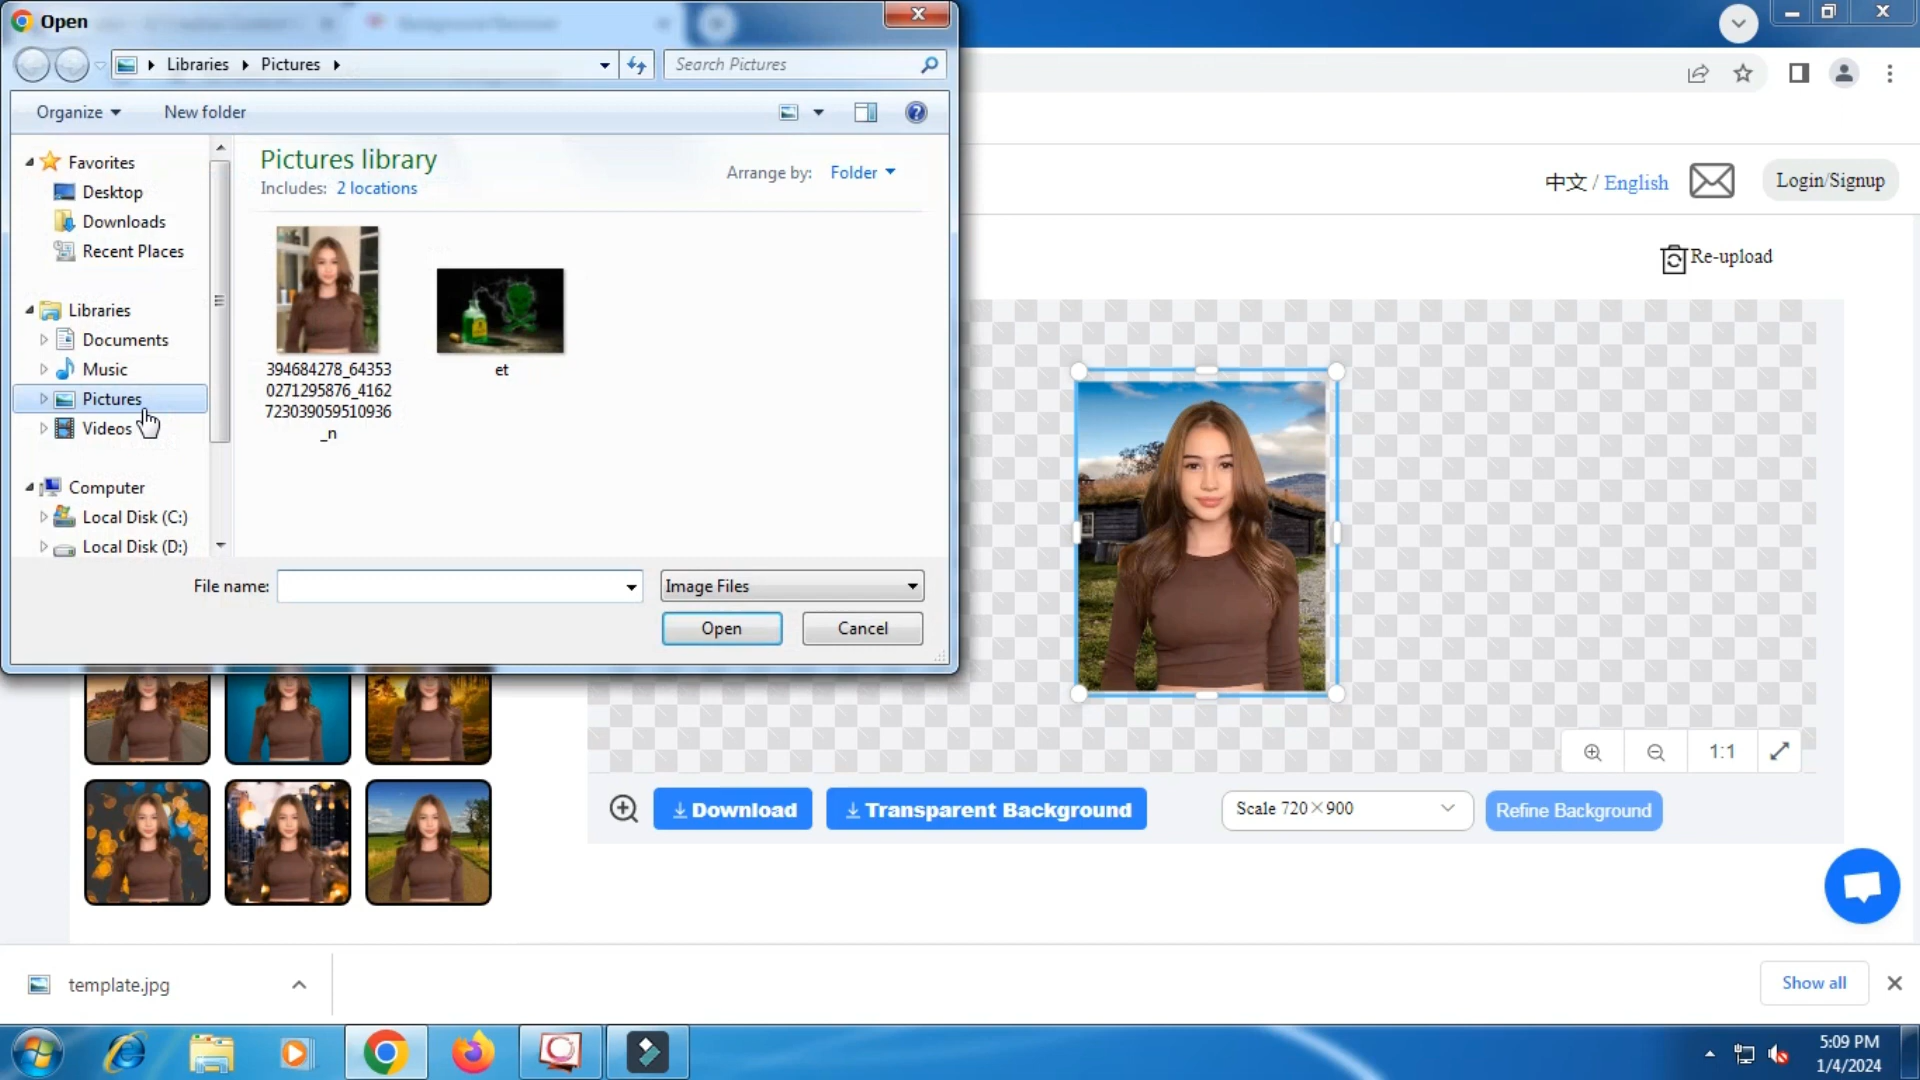 Open
Libraries
Pictures
Search Pictures
Organize
New folder
Favorites
Desktop
Downloads
Recent Places
Libraries
Documents
Music
Pictures
Videos
Computer
Local Disk (C:)
Local Disk (D:)
Pictures library
Includes: 2 locations
Arrange by: Folder
394684278_64353
0271295876_4162
723039059510936
_n
et
File name:
Image Files
Open
Cancel
中文 / English
Login/Signup
Re-upload
1:1
Download
Transparent Background
Scale 720×900
Refine Background
template.jpg
Show all
5:09 PM
1/4/2024